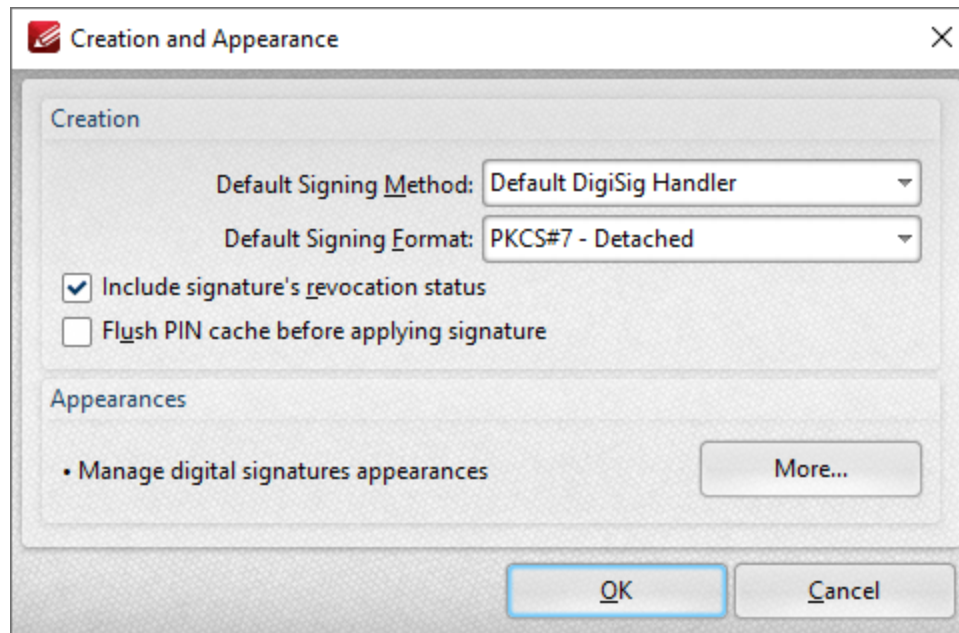 Creation and Appearance
Creation
Default Signing Method: Default DigiSig Handler
Default Signing Format: PKCS#7 - Detached
Include signature's revocation status
Flush PIN cache before applying signature
Appearances
• Manage digital signatures appearances More...
OK Cancel